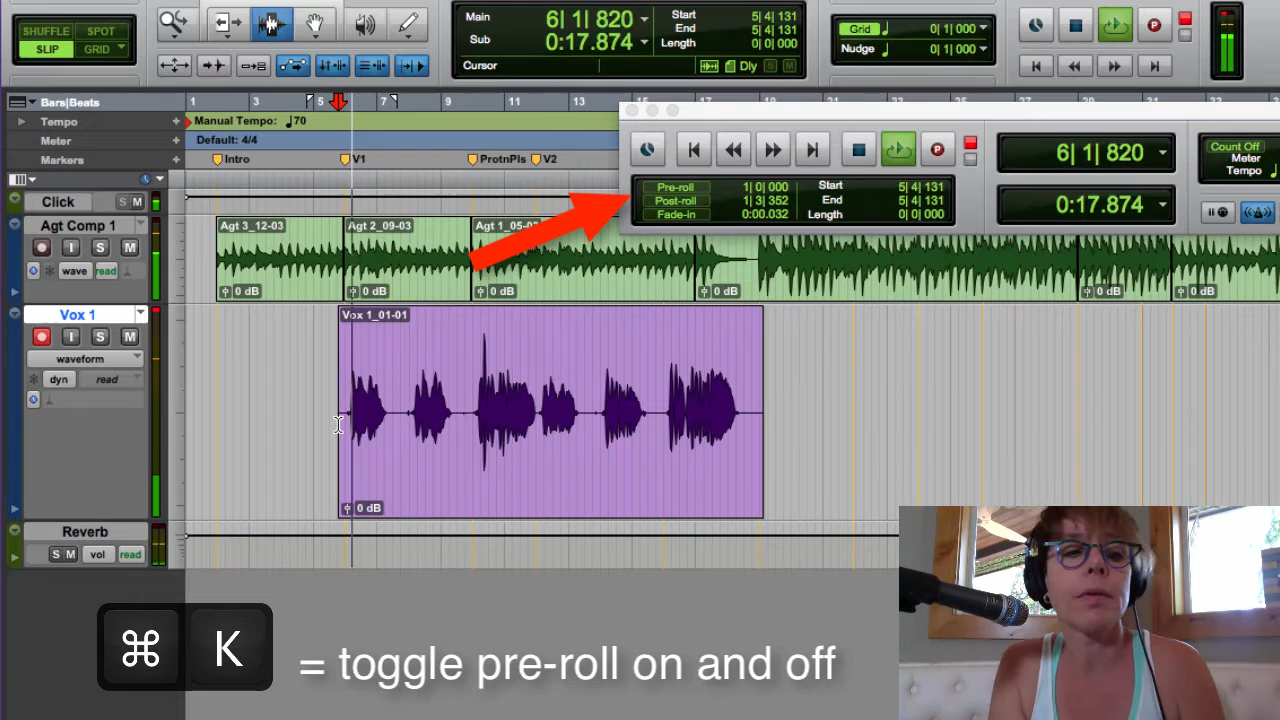 SHUFFLE SPOT
SLIP GRID
Main 6| 1| 820
Sub 0:17.874
Cursor
Start 5| 4| 131
End 5| 4| 131
Length 0| 0| 000
Dly S M
Grid 0| 1| 000
Nudge 0| 1| 000
Bars|Beats
1 3 5 7 9 11 13 15 17 19
Tempo
Manual Tempo: 70
Meter
Default: 4/4
Markers
Intro V1 ProtnPls V2
Pre-roll 1| 0| 000
Post-roll 1| 3| 352
Fade-in 0:00.032
Start 5| 4| 131
End 5| 4| 131
Length 0| 0| 000
6| 1| 820
0:17.874
Count Off
Meter
Tempo
Click S M
Agt Comp 1
I S M
wave read
Agt 3_12-03 Agt 2_09-03
0 dB 0 dB 0 dB 0 dB 0 dB 0 dB
Vox 1
I S M
waveform
dyn read
Vox 1_01-01
0 dB
Reverb
S M vol read
⌘ K = toggle pre-roll on and off